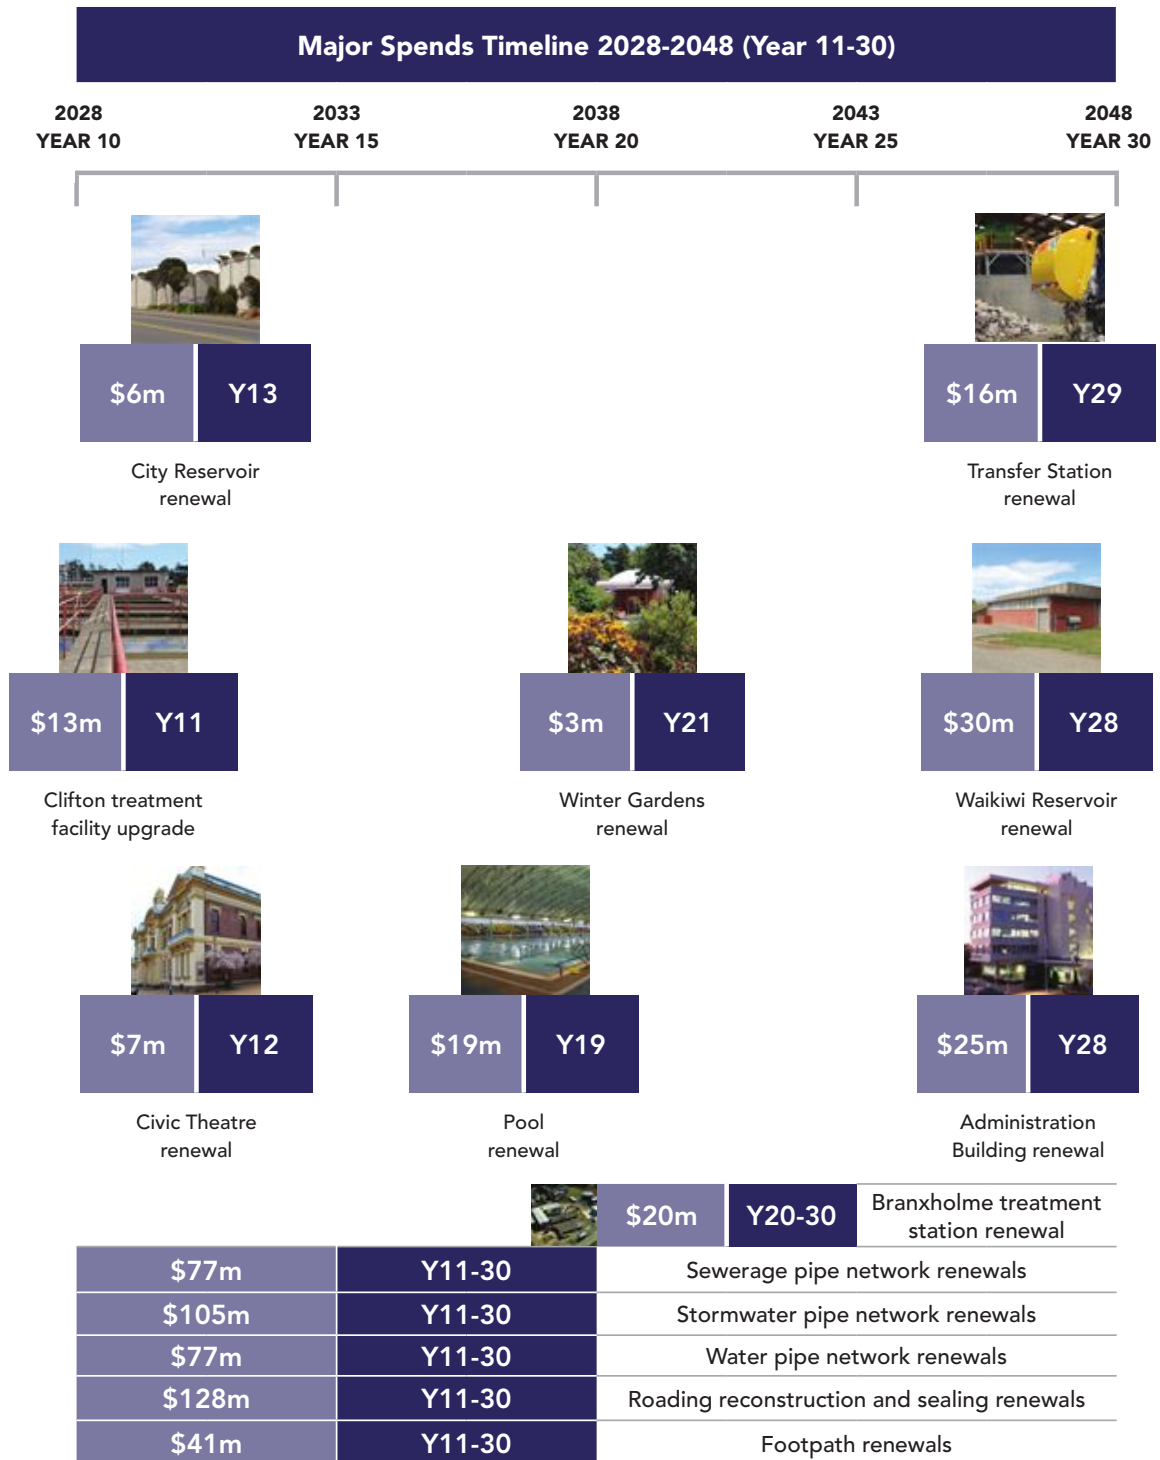 Major Spends Timeline 2028-2048 (Year 11-30)
2028
YEAR 10
2033
YEAR 15
2038
YEAR 20
2043
YEAR 25
2048
YEAR 30
$6m Y13
City Reservoir
renewal
$16m Y29
Transfer Station
renewal
$13m Y11
Clifton treatment
facility upgrade
$3m Y21
Winter Gardens
renewal
$30m Y28
Waikiwi Reservoir
renewal
$7m Y12
Civic Theatre
renewal
$19m Y19
Pool
renewal
$25m Y28
Administration
Building renewal
$20m Y20-30 Branxholme treatment
station renewal
$77m Y11-30 Sewerage pipe network renewals
$105m Y11-30 Stormwater pipe network renewals
$77m Y11-30 Water pipe network renewals
$128m Y11-30 Roading reconstruction and sealing renewals
$41m Y11-30 Footpath renewals